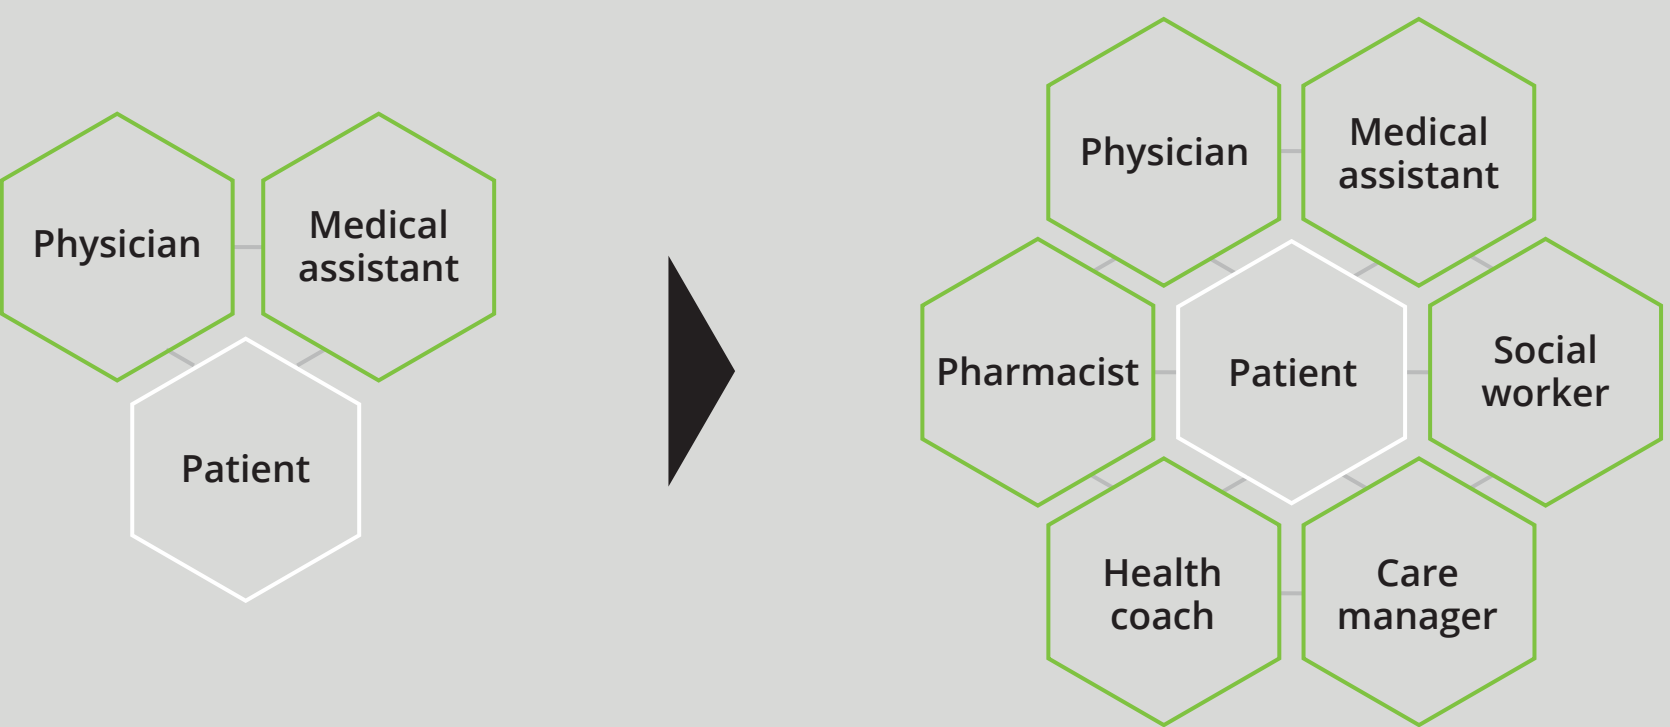 Physician
Medical
assistant
Patient
Physician
Medical
assistant
Pharmacist
Patient
Social
worker
Health
coach
Care
manager